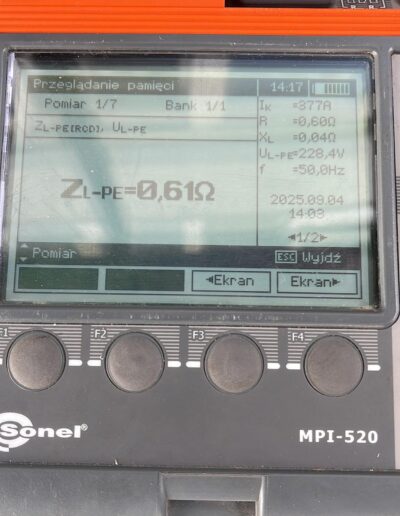 Przeglądanie pamięci 14:17
Pomiar 1/7 Bank 1/1
ZL-PE[RCD], UL-PE
ZL-PE=0,61Ω
IK =377A
R =0,60Ω
XL =0,04Ω
UL-PE=228,4V
f =50,0Hz
2025.09.04
14:03
◄1/2►
Pomiar
ESC Wyjdź
◄Ekran Ekran►
F1 F2 F3 F4
Sonel®
MPI-520